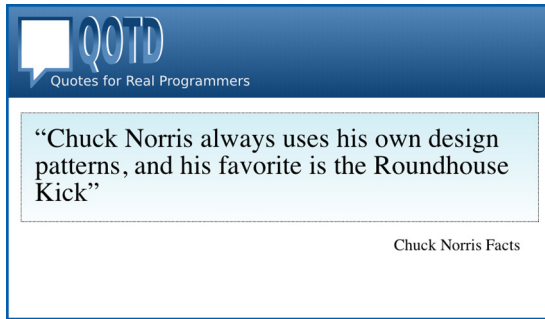 QOTD
Quotes for Real Programmers
“Chuck Norris always uses his own design
patterns, and his favorite is the Roundhouse
Kick”
Chuck Norris Facts